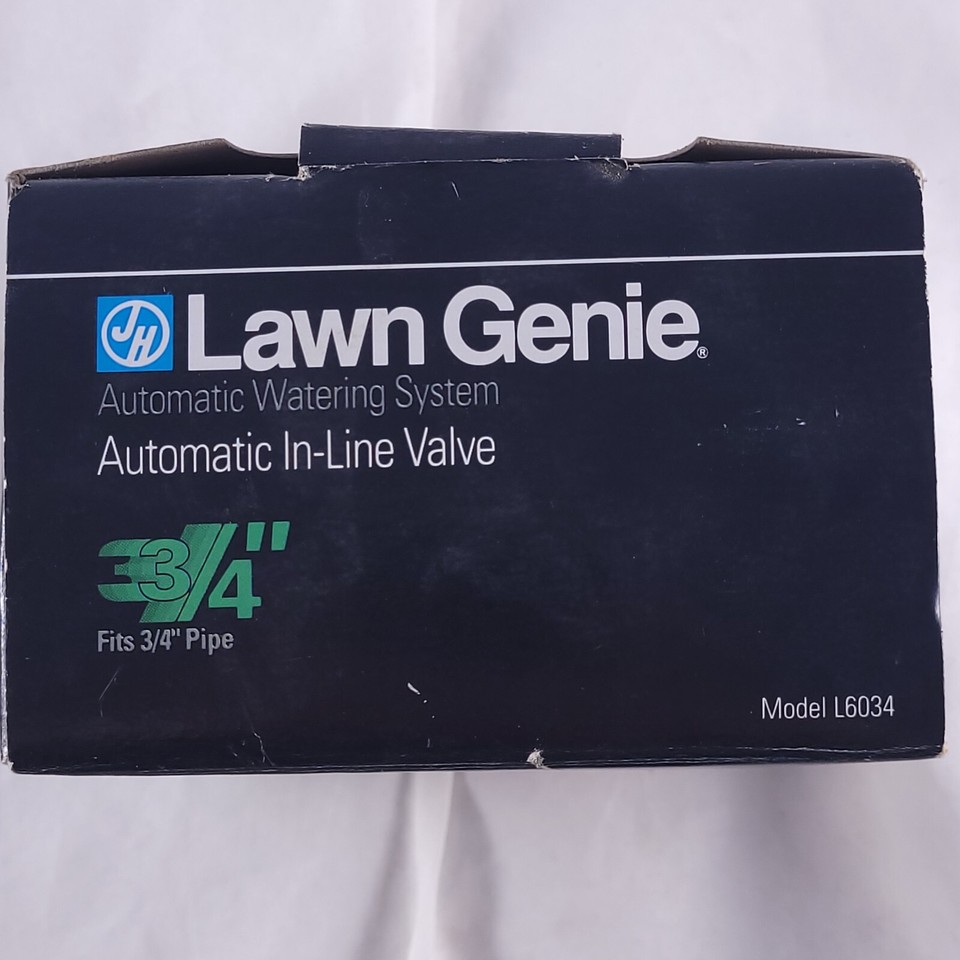 JH Lawn Genie®
Automatic Watering System
Automatic In-Line Valve
3/4"
Fits 3/4" Pipe
Model L6034